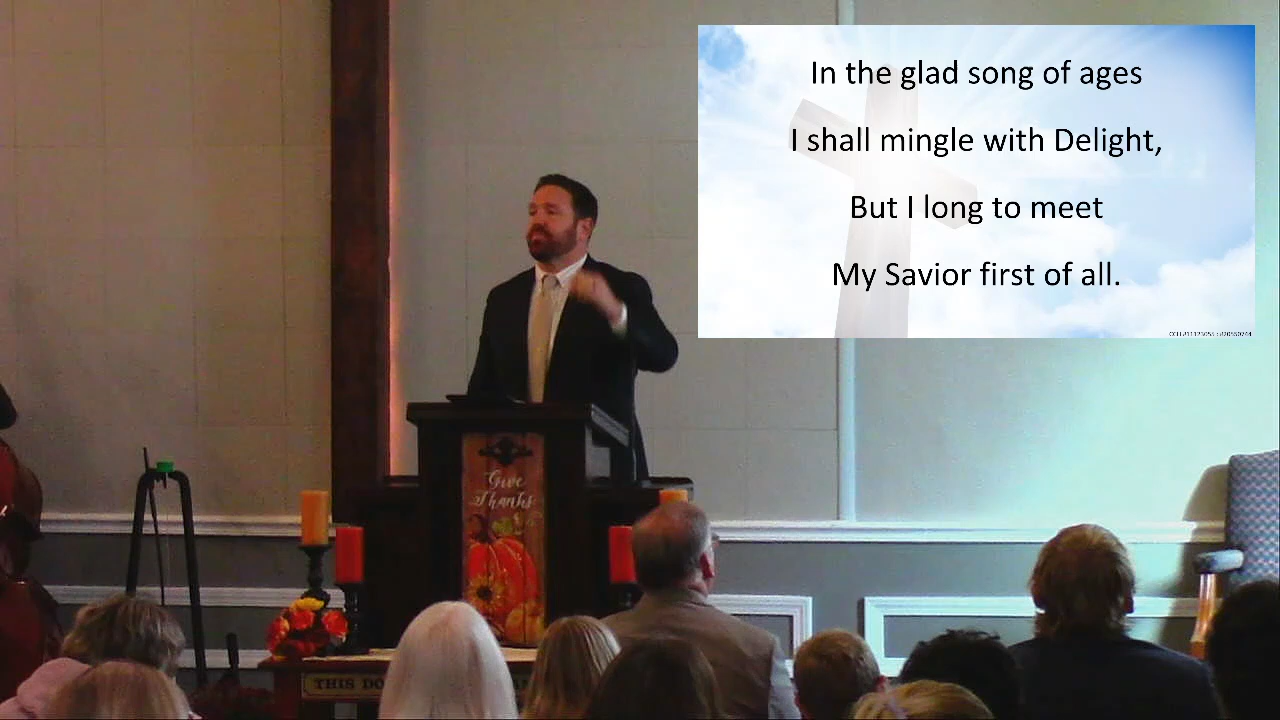 In the glad song of ages
I shall mingle with Delight,
But I long to meet
My Savior first of all.
Give
Thanks
THIS DO